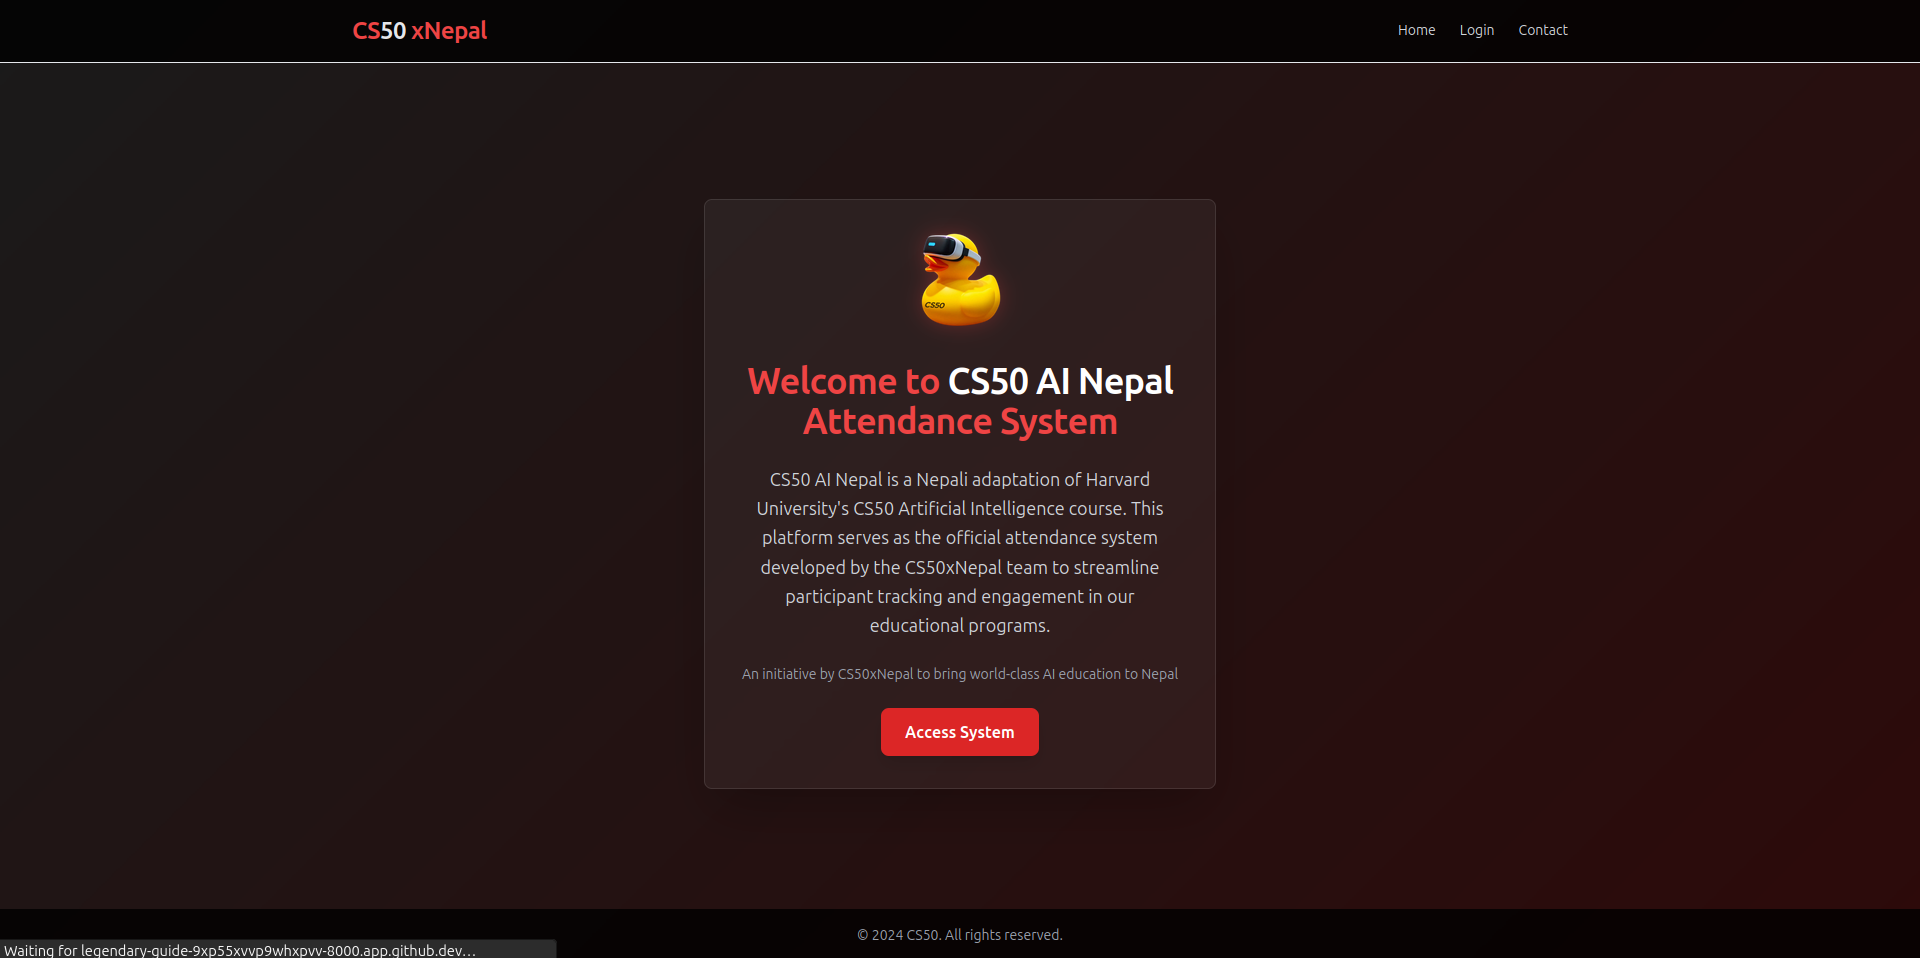 CS50 xNepal
Home Login Contact
CS50
Welcome to CS50 AI Nepal
Attendance System
CS50 AI Nepal is a Nepali adaptation of Harvard
University's CS50 Artificial Intelligence course. This
platform serves as the official attendance system
developed by the CS50xNepal team to streamline
participant tracking and engagement in our
educational programs.
An initiative by CS50xNepal to bring world-class AI education to Nepal
Access System
© 2024 CS50. All rights reserved.
Waiting for legendary-guide-9xp55xvvp9whxpvv-8000.app.github.dev…